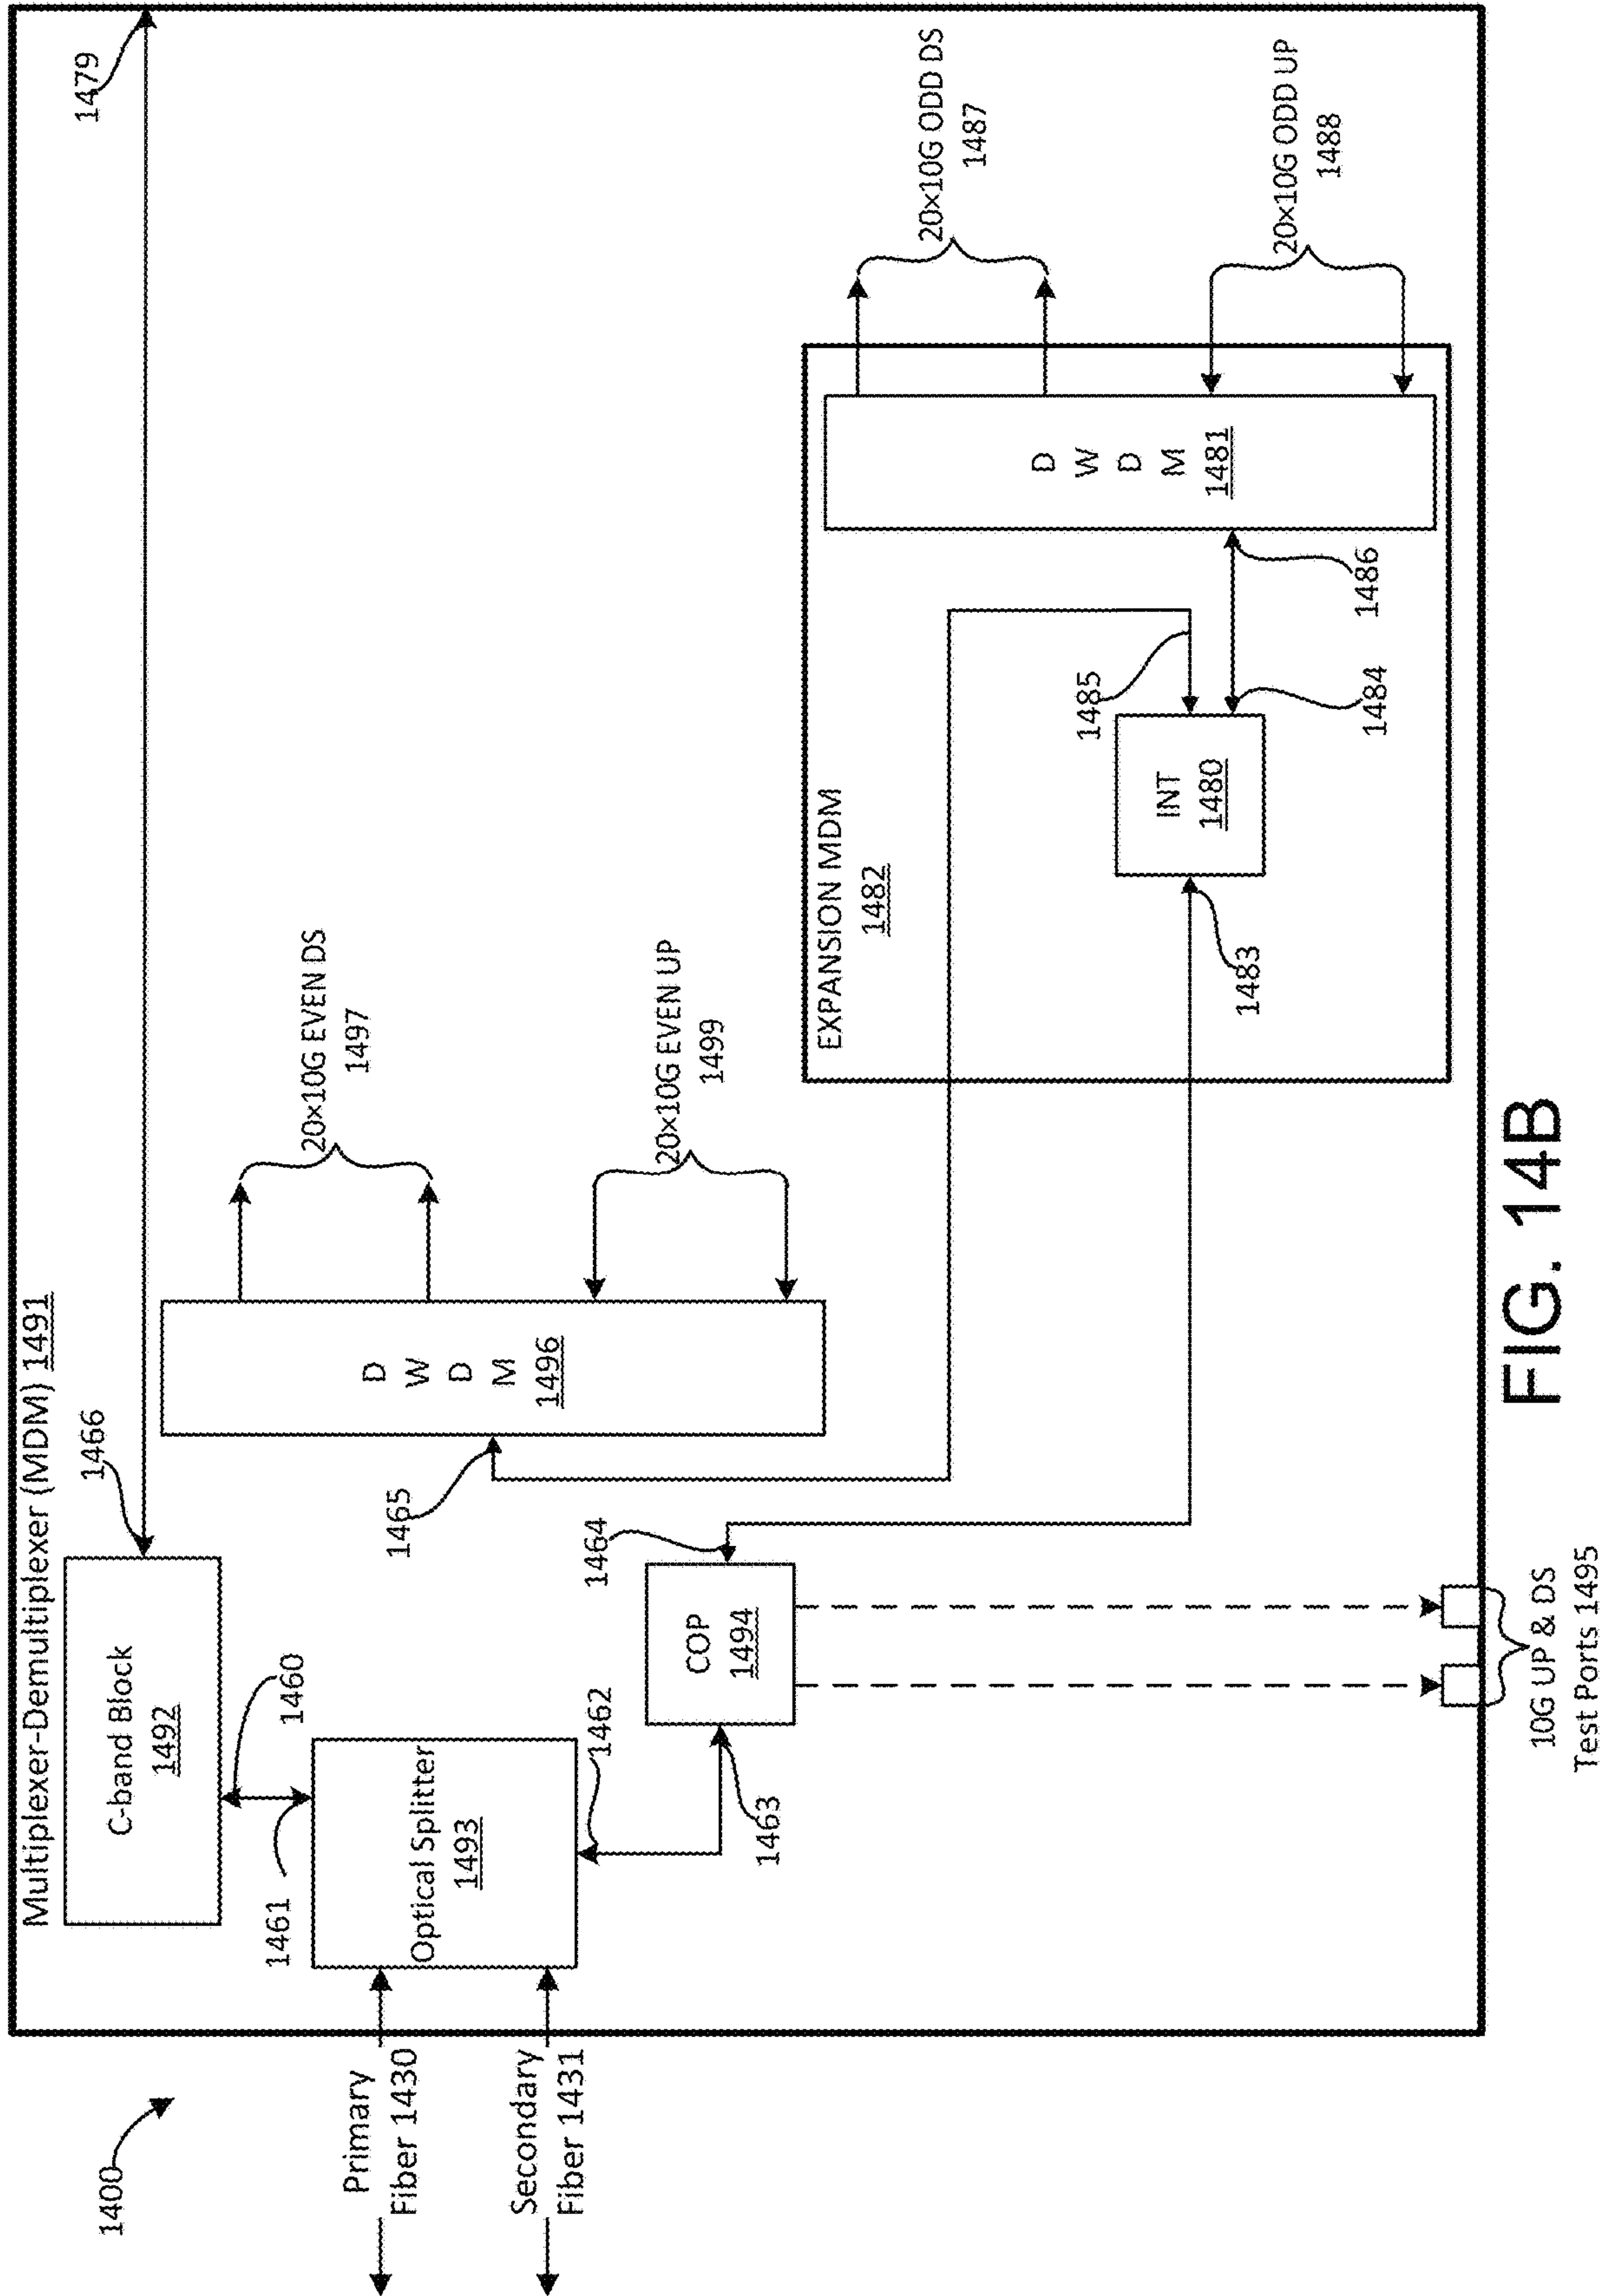 1400
Multiplexer-Demultiplexer (MDM) 1491
1479
C-band Block
1492
1466
1460
1461
Primary
Fiber 1430
Secondary
Fiber 1431
Optical Splitter
1493
1462
1463
COP
1494
1464
1465
D
W
D
M
1496
20×10G EVEN DS
1497
20×10G EVEN UP
1499
EXPANSION MDM
1482
1483
INT
1480
1485
1484
1486
D
W
D
M
1481
20×10G ODD DS
1487
20×10G ODD UP
1488
10G UP & DS
Test Ports 1495
FIG. 14B